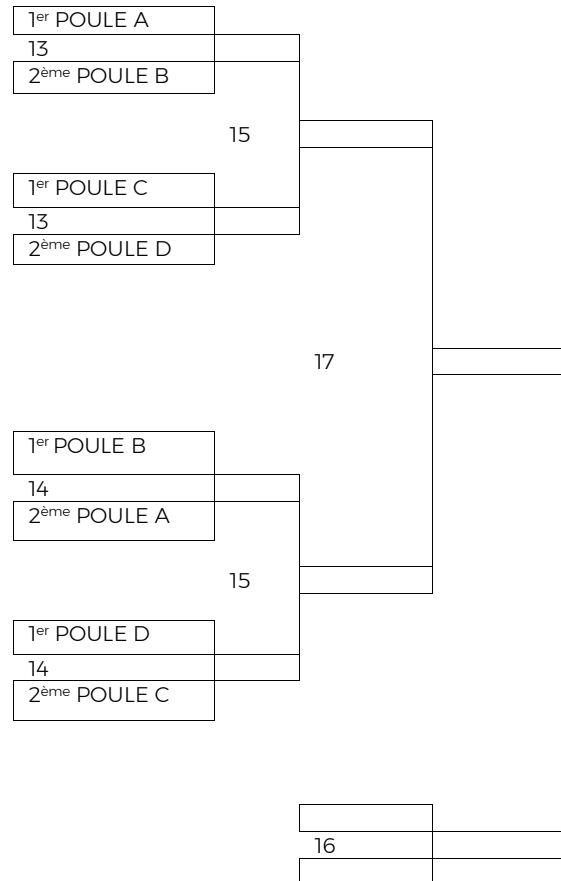 1er POULE A
13
2ème POULE B
15
1er POULE C
13
2ème POULE D
17
1er POULE B
14
2ème POULE A
15
1er POULE D
14
2ème POULE C
16